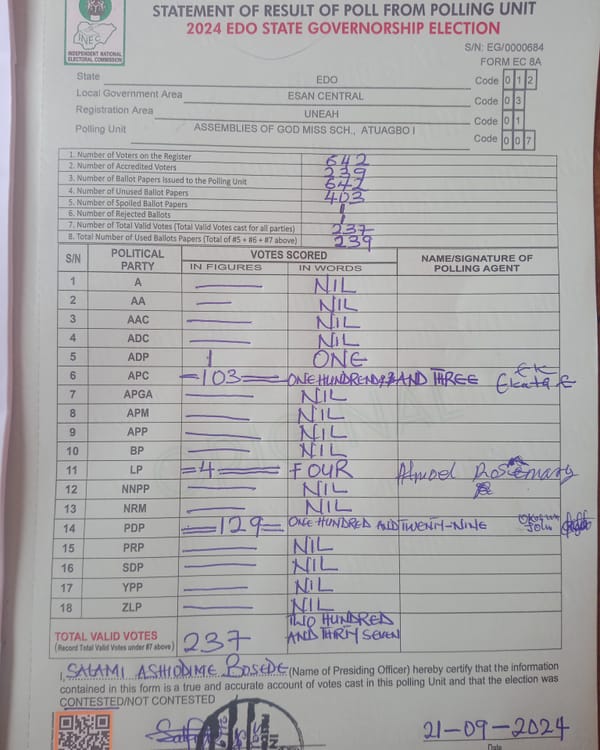 STATEMENT OF RESULT OF POLL FROM POLLING UNIT
2024 EDO STATE GOVERNORSHIP ELECTION
INEC
INDEPENDENT NATIONAL
ELECTORAL COMMISSION
S/N: EG/0000684
FORM EC 8A
State EDO Code 0 1 2
Local Government Area ESAN CENTRAL Code 0 3
Registration Area UNEAH Code 0 1
Polling Unit ASSEMBLIES OF GOD MISS SCH., ATUAGBO I Code 0 0 7
1. Number of Voters on the Register 642
2. Number of Accredited Voters 239
3. Number of Ballot Papers Issued to the Polling Unit 642
4. Number of Unused Ballot Papers 403
5. Number of Spoiled Ballot Papers 1
6. Number of Rejected Ballots 1
7. Number of Total Valid Votes (Total Valid Votes cast for all parties) 237
8. Total Number of Used Ballots Papers (Total of #5 + #6 + #7 above) 239
S/N POLITICAL PARTY VOTES SCORED NAME/SIGNATURE OF POLLING AGENT
IN FIGURES IN WORDS
1 A — NIL
2 AA — NIL
3 AAC — NIL
4 ADC — NIL
5 ADP 1 ONE
6 APC =103= ONE HUNDRED AND THREE
7 APGA — NIL
8 APM — NIL
9 APP — NIL
10 BP — NIL
11 LP =4= FOUR Rosemary
12 NNPP — NIL
13 NRM — NIL
14 PDP =129= ONE HUNDRED AND TWENTY-NINE John
15 PRP — NIL
16 SDP — NIL
17 YPP — NIL
18 ZLP — NIL
TOTAL VALID VOTES 237 TWO HUNDRED AND THIRTY SEVEN
(Record Total Valid Votes under #7 above)
I, SALAMI ASHIODIME BOSEDE (Name of Presiding Officer) hereby certify that the information
contained in this form is a true and accurate account of votes cast in this polling Unit and that the election was
CONTESTED/NOT CONTESTED
21-09-2024
Date